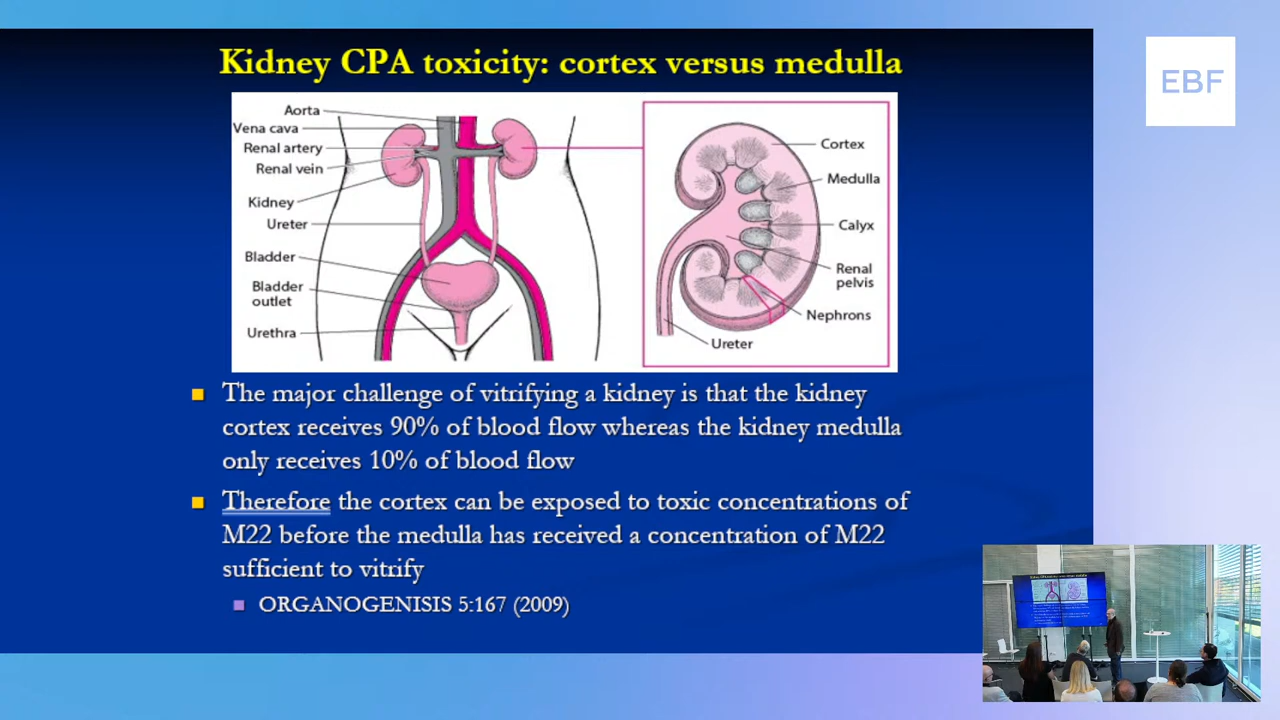 Kidney CPA toxicity: cortex versus medulla
Aorta
Vena cava
Renal artery
Renal vein
Kidney
Ureter
Bladder
Bladder
outlet
Urethra
Cortex
Medulla
Calyx
Renal
pelvis
Nephrons
Ureter
The major challenge of vitrifying a kidney is that the kidney
cortex receives 90% of blood flow whereas the kidney medulla
only receives 10% of blood flow
Therefore the cortex can be exposed to toxic concentrations of
M22 before the medulla has received a concentration of M22
sufficient to vitrify
ORGANOGENISIS 5:167 (2009)
EBF